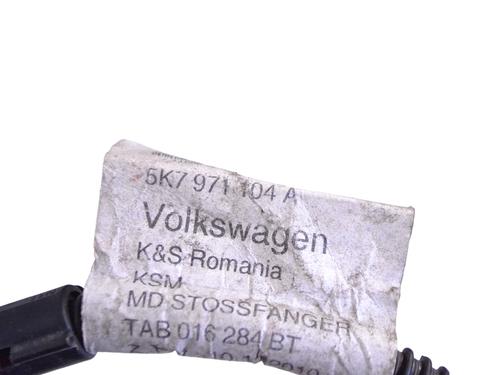 5K7 971 104 A
Volkswagen
K&S Romania
KSM
MD STOSSFANGER
TAB 016 284 BT